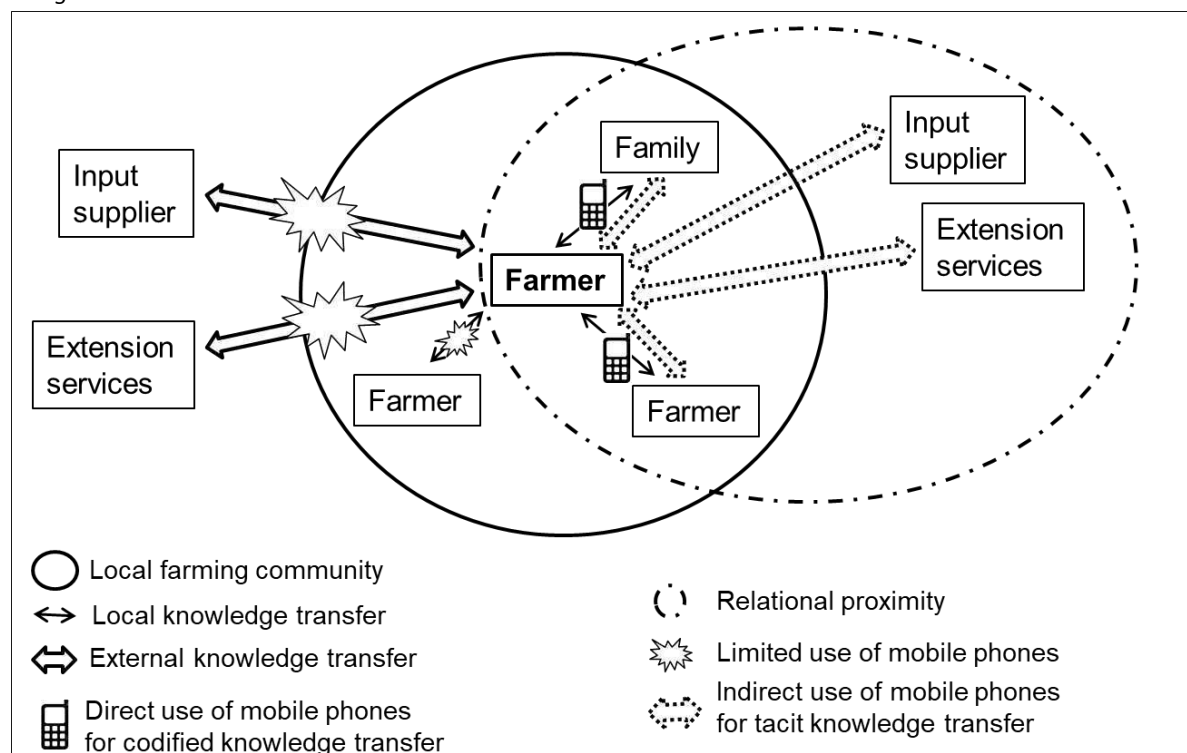 Input
supplier
Family
Input
supplier
Extension
services
Farmer
Extension
services
Farmer
Farmer
Local farming community
Local knowledge transfer
External knowledge transfer
Direct use of mobile phones
for codified knowledge transfer
Relational proximity
Limited use of mobile phones
Indirect use of mobile phones
for tacit knowledge transfer